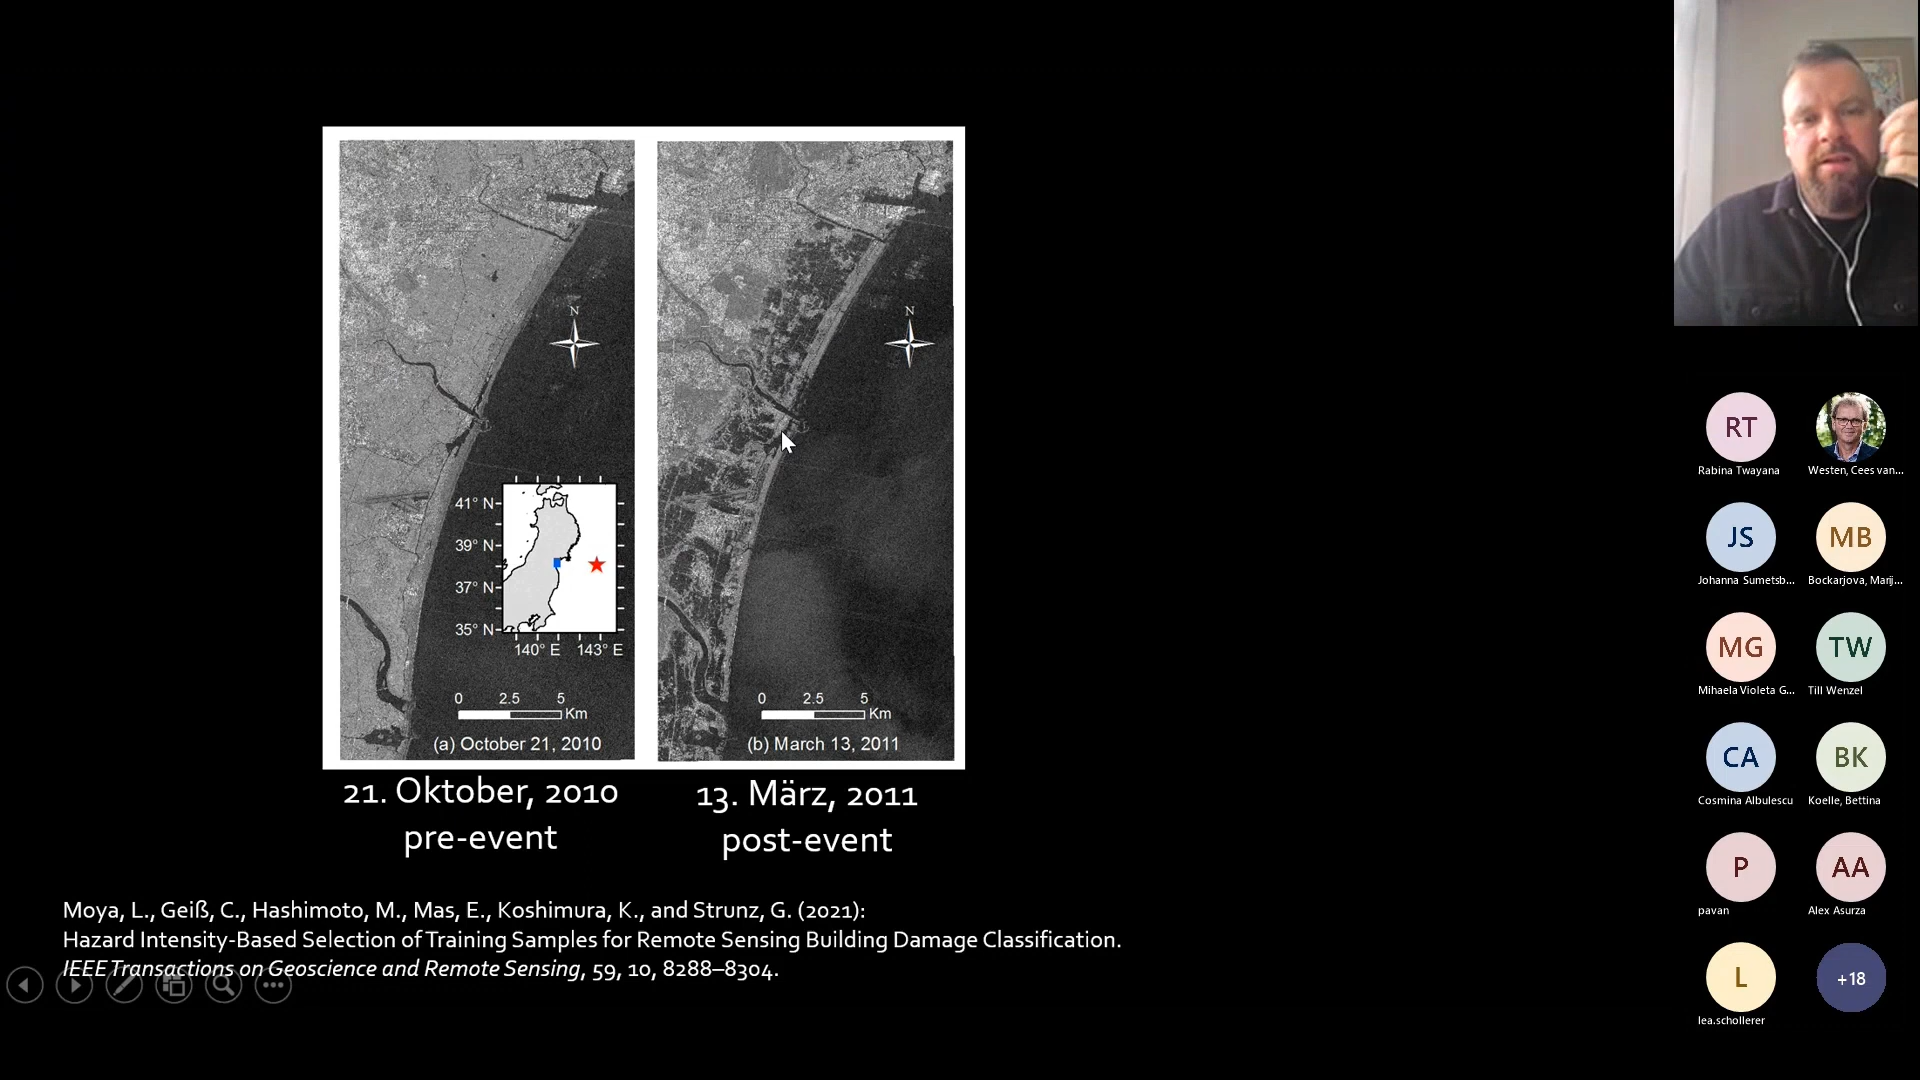 N
N
41° N
39° N
37° N
35° N
140° E 143° E
0 2.5 5
Km
(a) October 21, 2010
0 2.5 5
Km
(b) March 13, 2011
21. Oktober, 2010
pre-event
13. März, 2011
post-event
Moya, L., Geiß, C., Hashimoto, M., Mas, E., Koshimura, K., and Strunz, G. (2021):
Hazard Intensity-Based Selection of Training Samples for Remote Sensing Building Damage Classification.
IEEE Transactions on Geoscience and Remote Sensing, 59, 10, 8288–8304.
RT
Rabina Twayana
Westen, Cees van...
JS
Johanna Sumetsb...
MB
Bockarjova, Marij...
MG
Mihaela Violeta G...
TW
Till Wenzel
CA
Cosmina Albulescu
BK
Koelle, Bettina
P
pavan
AA
Alex Asurza
L
lea.schollerer
+18